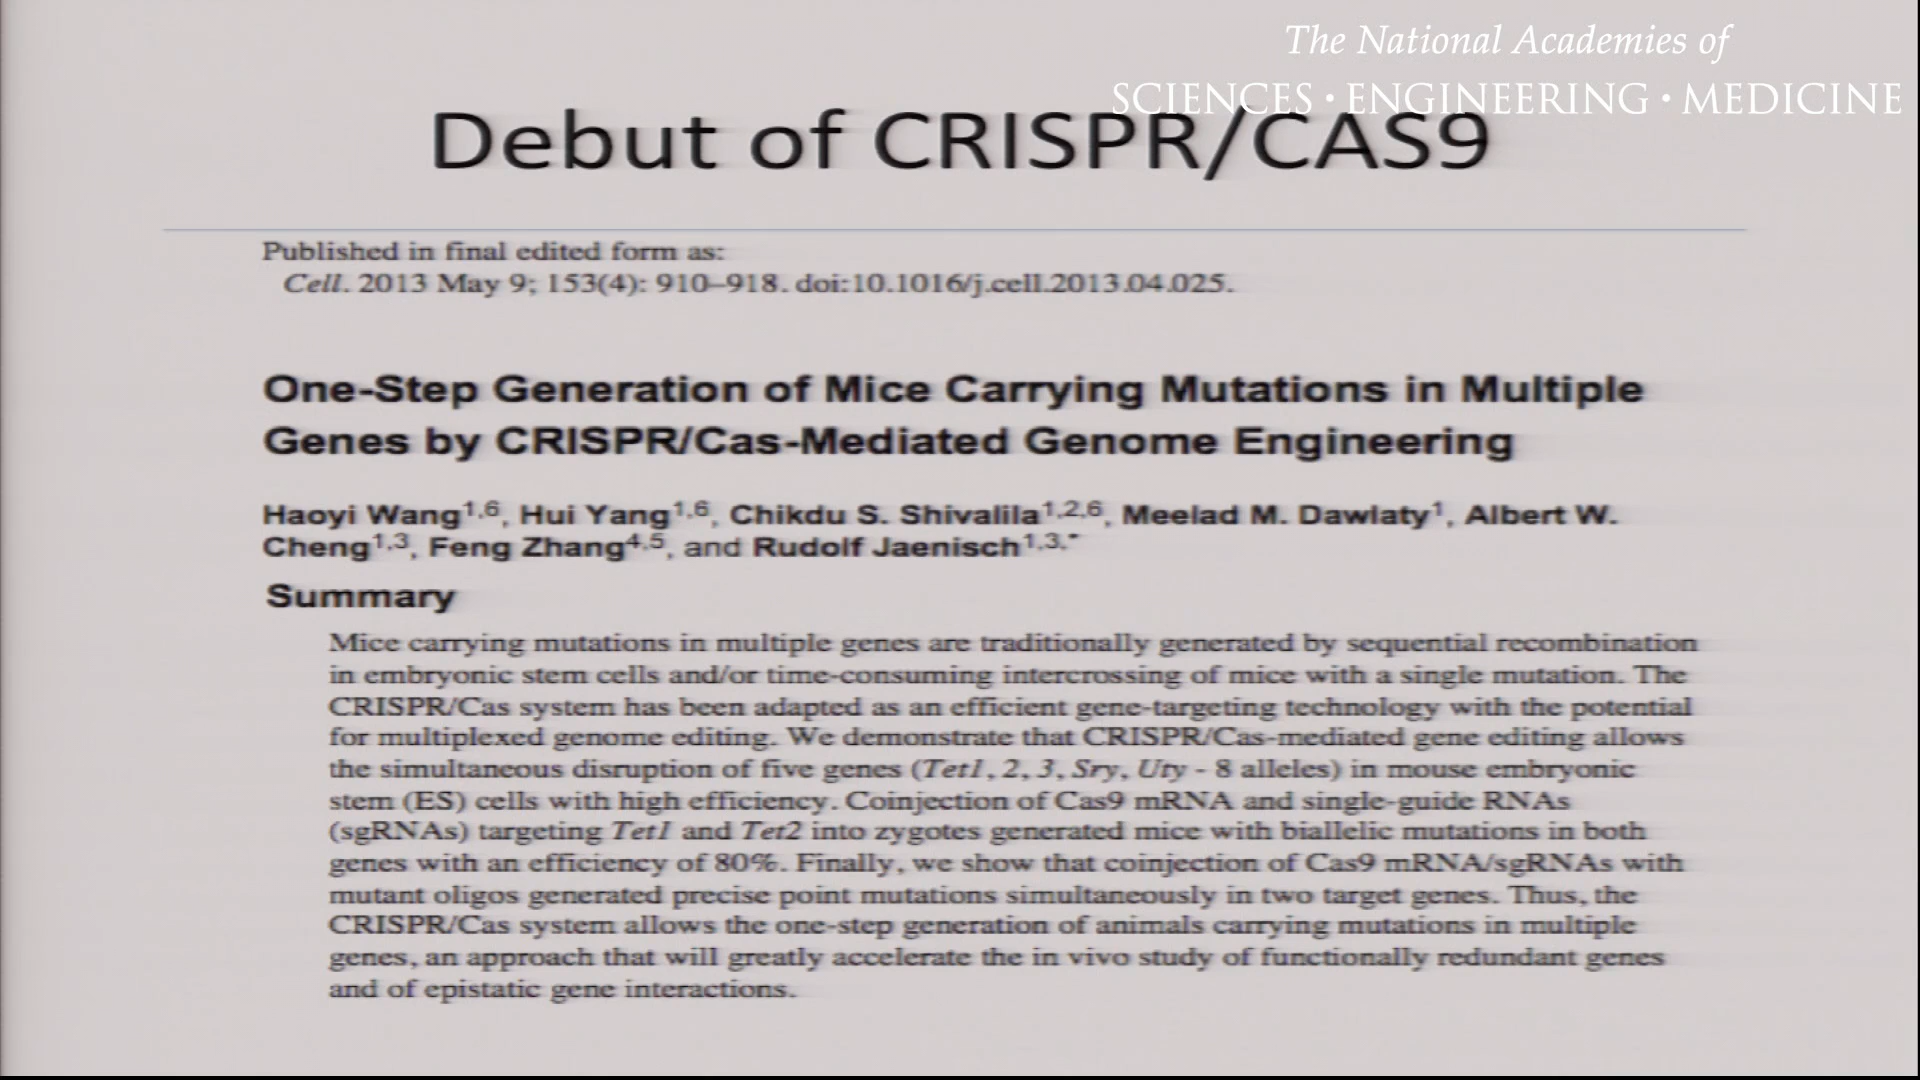 The National Academies of
SCIENCES • ENGINEERING • MEDICINE
Debut of CRISPR/CAS9
Published in final edited form as:
Cell. 2013 May 9; 153(4): 910–918. doi:10.1016/j.cell.2013.04.025.
One-Step Generation of Mice Carrying Mutations in Multiple
Genes by CRISPR/Cas-Mediated Genome Engineering
Haoyi Wang1,6, Hui Yang1,6, Chikdu S. Shivalila1,2,6, Meelad M. Dawlaty1, Albert W.
Cheng1,3, Feng Zhang4,5, and Rudolf Jaenisch1,3,*
Summary
Mice carrying mutations in multiple genes are traditionally generated by sequential recombination
in embryonic stem cells and/or time-consuming intercrossing of mice with a single mutation. The
CRISPR/Cas system has been adapted as an efficient gene-targeting technology with the potential
for multiplexed genome editing. We demonstrate that CRISPR/Cas-mediated gene editing allows
the simultaneous disruption of five genes (Tet1, 2, 3, Sry, Uty - 8 alleles) in mouse embryonic
stem (ES) cells with high efficiency. Coinjection of Cas9 mRNA and single-guide RNAs
(sgRNAs) targeting Tet1 and Tet2 into zygotes generated mice with biallelic mutations in both
genes with an efficiency of 80%. Finally, we show that coinjection of Cas9 mRNA/sgRNAs with
mutant oligos generated precise point mutations simultaneously in two target genes. Thus, the
CRISPR/Cas system allows the one-step generation of animals carrying mutations in multiple
genes, an approach that will greatly accelerate the in vivo study of functionally redundant genes
and of epistatic gene interactions.